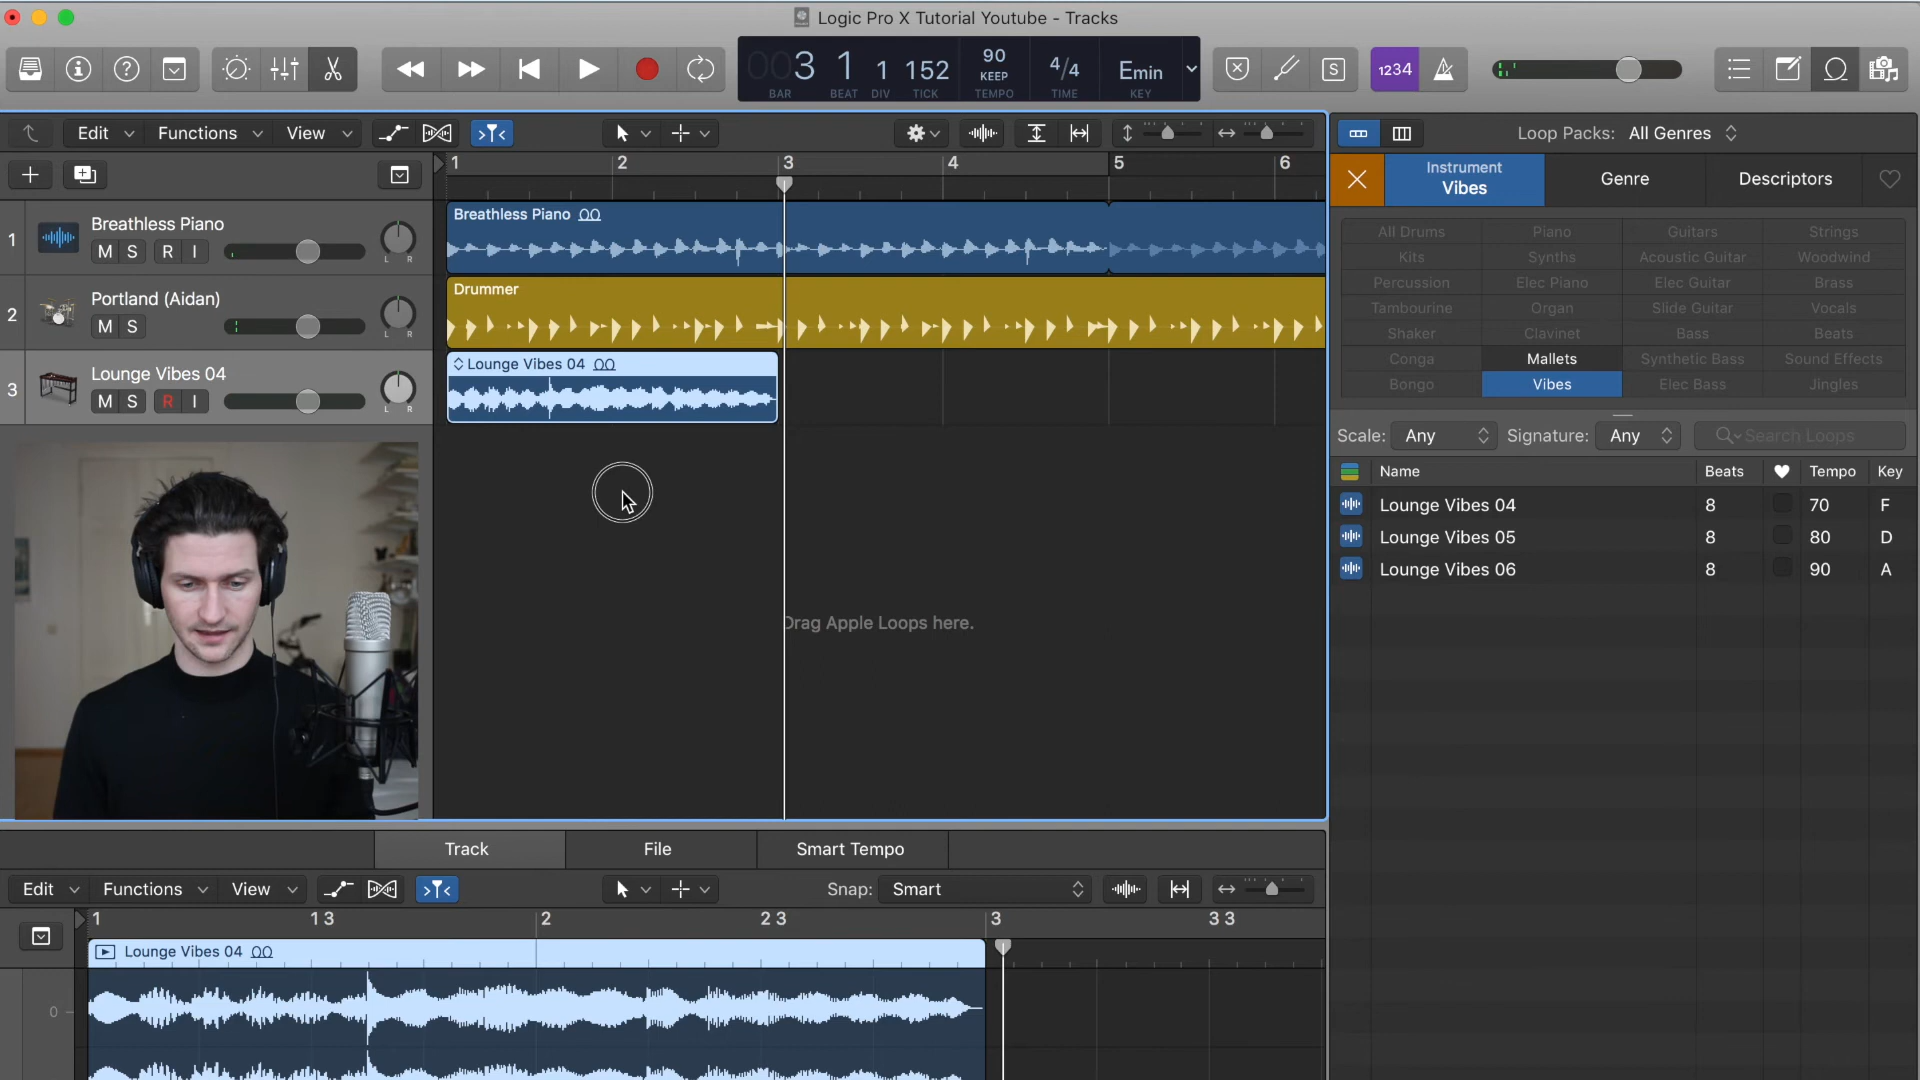 Logic Pro X Tutorial Youtube - Tracks
003 1 1 152
BAR BEAT DIV TICK
90
KEEP
TEMPO
4/4
TIME
Emin
KEY
S
1234
Edit Functions View
Loop Packs: All Genres
1 2 3 4 5 6
Instrument
Vibes
Genre
Descriptors
1
Breathless Piano
M S R I
L R
Breathless Piano
2
Portland (Aidan)
M S
L R
Drummer
3
Lounge Vibes 04
M S R I
L R
Lounge Vibes 04
Drag Apple Loops here.
All Drums Piano Guitars Strings
Kits Synths Acoustic Guitar Woodwind
Percussion Elec Piano Elec Guitar Brass
Tambourine Organ Slide Guitar Vocals
Shaker Clavinet Bass Beats
Conga Mallets Synthetic Bass Sound Effects
Bongo Vibes Elec Bass Jingles
Scale: Any Signature: Any Search Loops
Name Beats Tempo Key
Lounge Vibes 04 8 70 F
Lounge Vibes 05 8 80 D
Lounge Vibes 06 8 90 A
Track File Smart Tempo
Edit Functions View Snap: Smart
1 1 3 2 2 3 3 3 3
Lounge Vibes 04
0